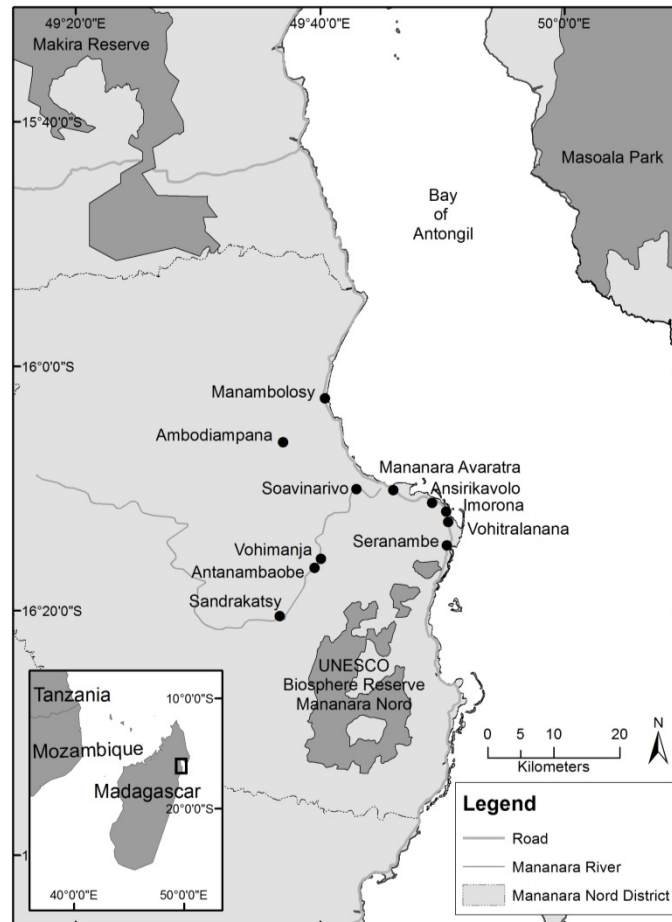 49°20'0"E
49°40'0"E
50°0'0"E
Makira Reserve
15°40'0"S
Masoala Park
Bay
of
Antongil
16°0'0"S
Manambolosy
Ambodiampana
Mananara Avaratra
Soavinarivo
Ansirikavolo
Imorona
Vohitralanana
Seranambe
Vohimanja
Antanambaobe
Sandrakatsy
16°20'0"S
UNESCO
Biosphere Reserve
Mananara Nord
Tanzania
10°0'0"S
Mozambique
Madagascar
20°0'0"S
40°0'0"E
50°0'0"E
0 5 10 20
Kilometers
N
Legend
Road
Mananara River
Mananara Nord District